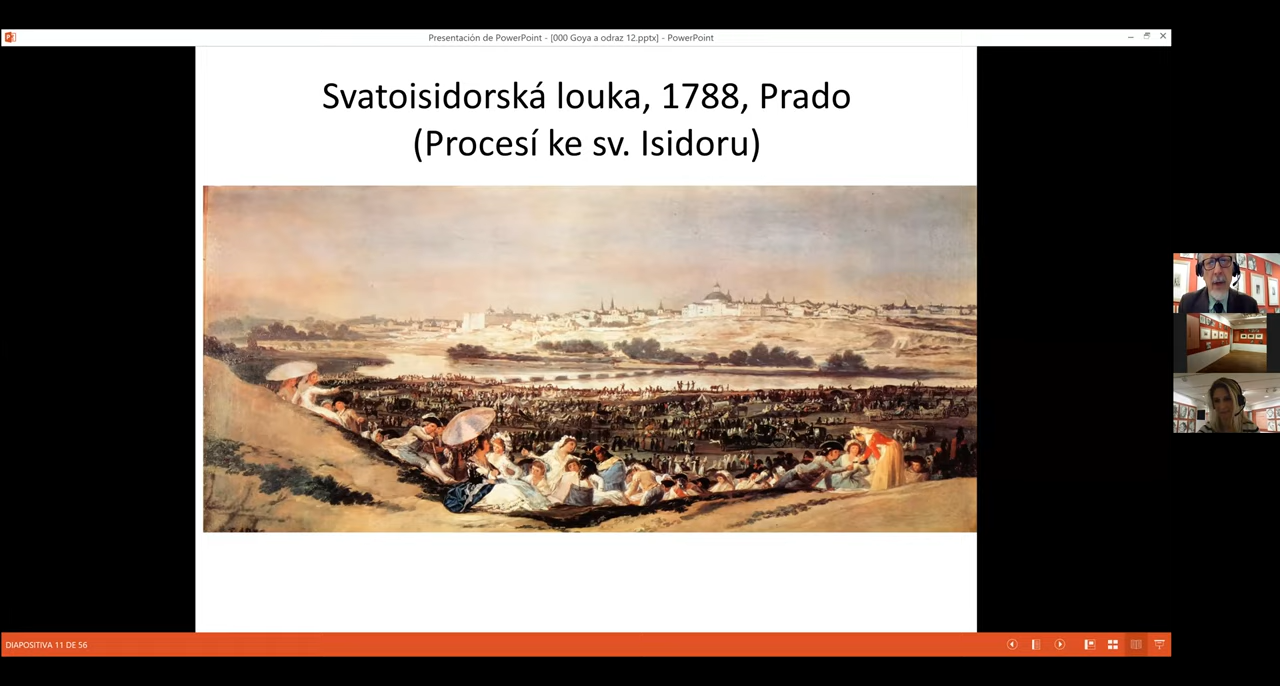 Presentación de PowerPoint - [000 Goya a odraz 12.pptx] - PowerPoint
Svatoisidorská louka, 1788, Prado
(Procesí ke sv. Isidoru)
DIAPOSITIVA 11 DE 56